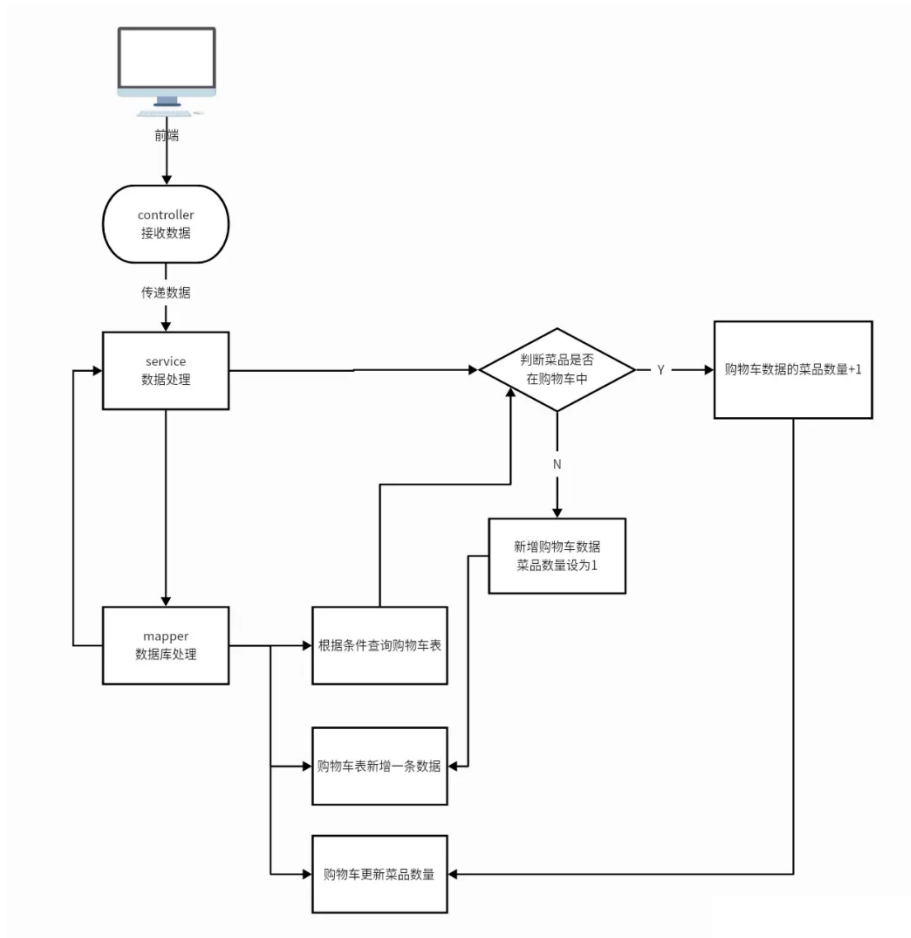 前端
controller
接收数据
传递数据
service
数据处理
判断菜品是否
在购物车中
Y
购物车数据的菜品数量+1
N
新增购物车数据
菜品数量设为1
mapper
数据库处理
根据条件查询购物车表
购物车表新增一条数据
购物车更新菜品数量